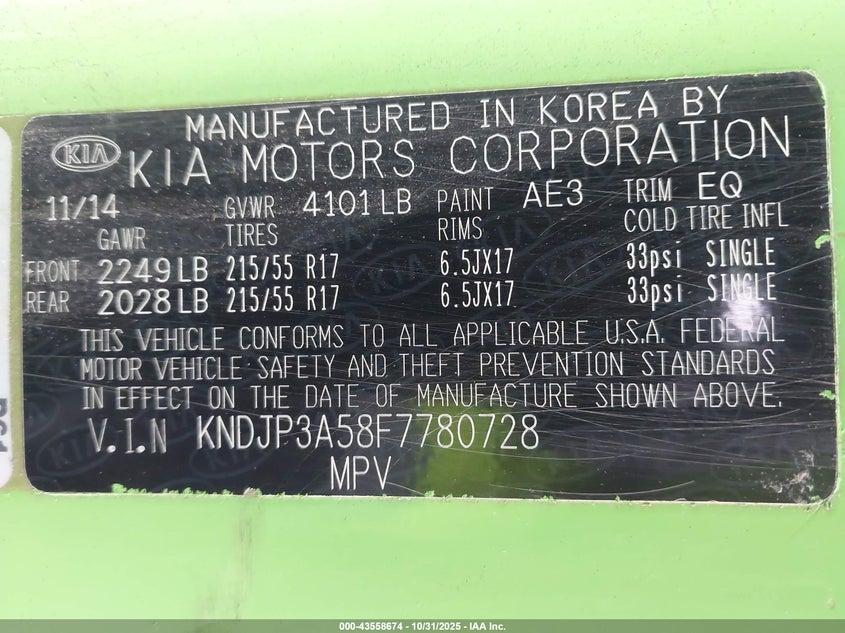 MANUFACTURED IN KOREA BY
KIA KIA MOTORS CORPORATION
11/14 GVWR 4101 LB PAINT AE3 TRIM EQ
GAWR TIRES RIMS COLD TIRE INFL
FRONT 2249 LB 215/55 R17 6.5JX17 33psi SINGLE
REAR 2028 LB 215/55 R17 6.5JX17 33psi SINGLE
THIS VEHICLE CONFORMS TO ALL APPLICABLE U.S.A. FEDERAL
MOTOR VEHICLE SAFETY AND THEFT PREVENTION STANDARDS
IN EFFECT ON THE DATE OF MANUFACTURE SHOWN ABOVE.
V.I.N KNDJP3A58F7780728
MPV
000-43558674 - 10/31/2025 - IAA Inc.